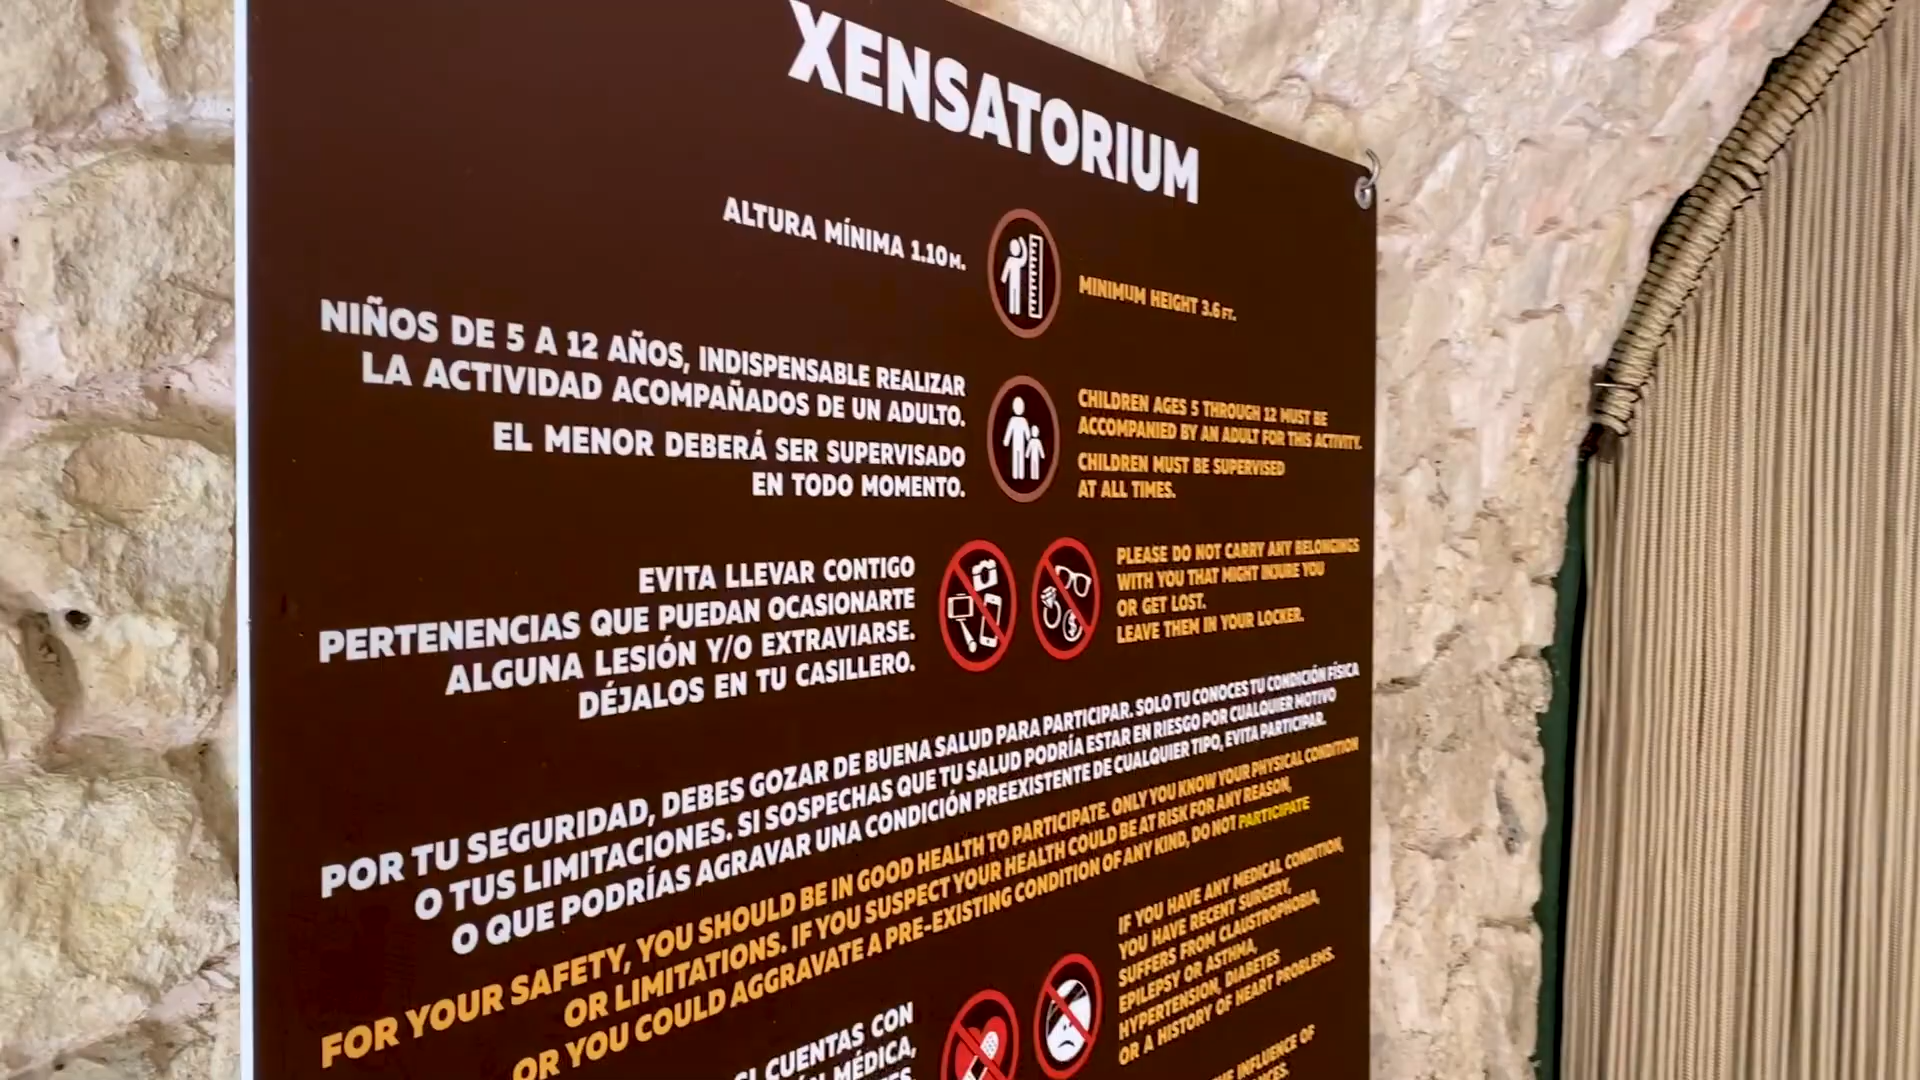 XENSATORIUM
ALTURA MÍNIMA 1.10 M.
MINIMUM HEIGHT 3.6 FT.
NIÑOS DE 5 A 12 AÑOS, INDISPENSABLE REALIZAR
LA ACTIVIDAD ACOMPAÑADOS DE UN ADULTO.
EL MENOR DEBERÁ SER SUPERVISADO
EN TODO MOMENTO.
CHILDREN AGES 5 THROUGH 12 MUST BE
ACCOMPANIED BY AN ADULT FOR THIS ACTIVITY.
CHILDREN MUST BE SUPERVISED
AT ALL TIMES.
EVITA LLEVAR CONTIGO
PERTENENCIAS QUE PUEDAN OCASIONARTE
ALGUNA LESIÓN Y/O EXTRAVIARSE.
DÉJALOS EN TU CASILLERO.
PLEASE DO NOT CARRY ANY BELONGINGS
WITH YOU THAT MIGHT INJURE YOU
OR GET LOST.
LEAVE THEM IN YOUR LOCKER.
POR TU SEGURIDAD, DEBES GOZAR DE BUENA SALUD PARA PARTICIPAR. SOLO TU CONOCES TU CONDICIÓN FÍSICA
O TUS LIMITACIONES. SI SOSPECHAS QUE TU SALUD PODRÍA ESTAR EN RIESGO POR CUALQUIER MOTIVO
O QUE PODRÍAS AGRAVAR UNA CONDICIÓN PREEXISTENTE DE CUALQUIER TIPO, EVITA PARTICIPAR.
FOR YOUR SAFETY, YOU SHOULD BE IN GOOD HEALTH TO PARTICIPATE. ONLY YOU KNOW YOUR PHYSICAL CONDITION
OR LIMITATIONS. IF YOU SUSPECT YOUR HEALTH COULD BE AT RISK FOR ANY REASON,
OR YOU COULD AGGRAVATE A PRE-EXISTING CONDITION OF ANY KIND, DO NOT PARTICIPATE
SI CUENTAS CON
MÉDICA,
IF YOU HAVE ANY MEDICAL CONDITION,
YOU HAVE RECENT SURGERY,
SUFFERS FROM CLAUSTROPHOBIA,
EPILEPSY OR ASTHMA,
HYPERTENSION, DIABETES
OR A HISTORY OF HEART PROBLEMS.
INFLUENCE OF